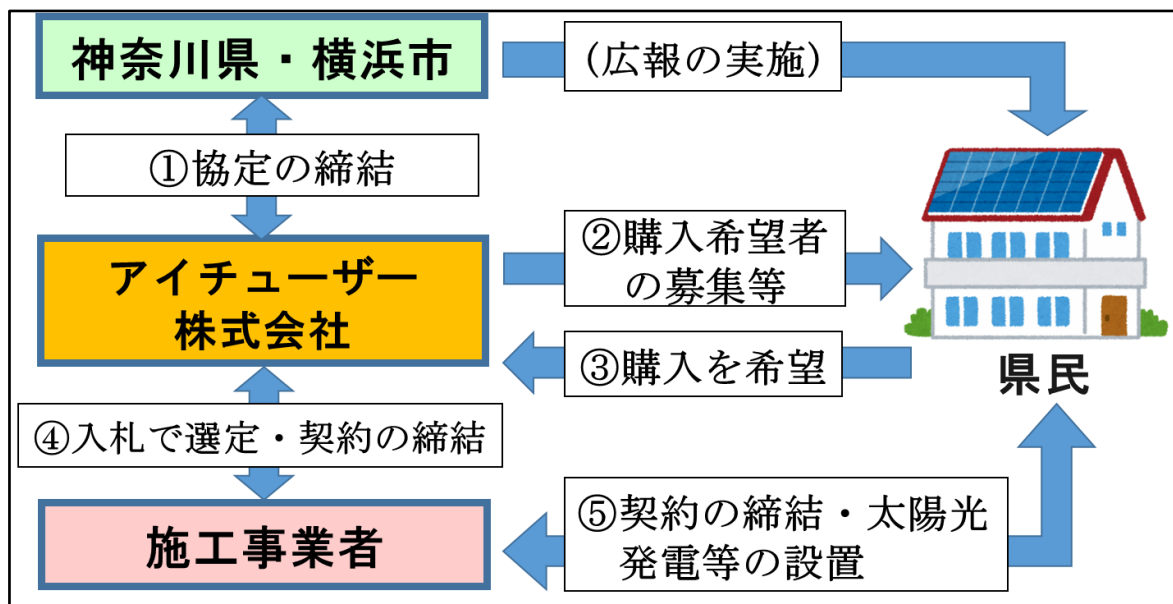 神奈川県・横浜市
(広報の実施)
①協定の締結
アイチューザー
株式会社
②購入希望者
の募集等
③購入を希望
県民
④入札で選定・契約の締結
施工事業者
⑤契約の締結・太陽光
発電等の設置